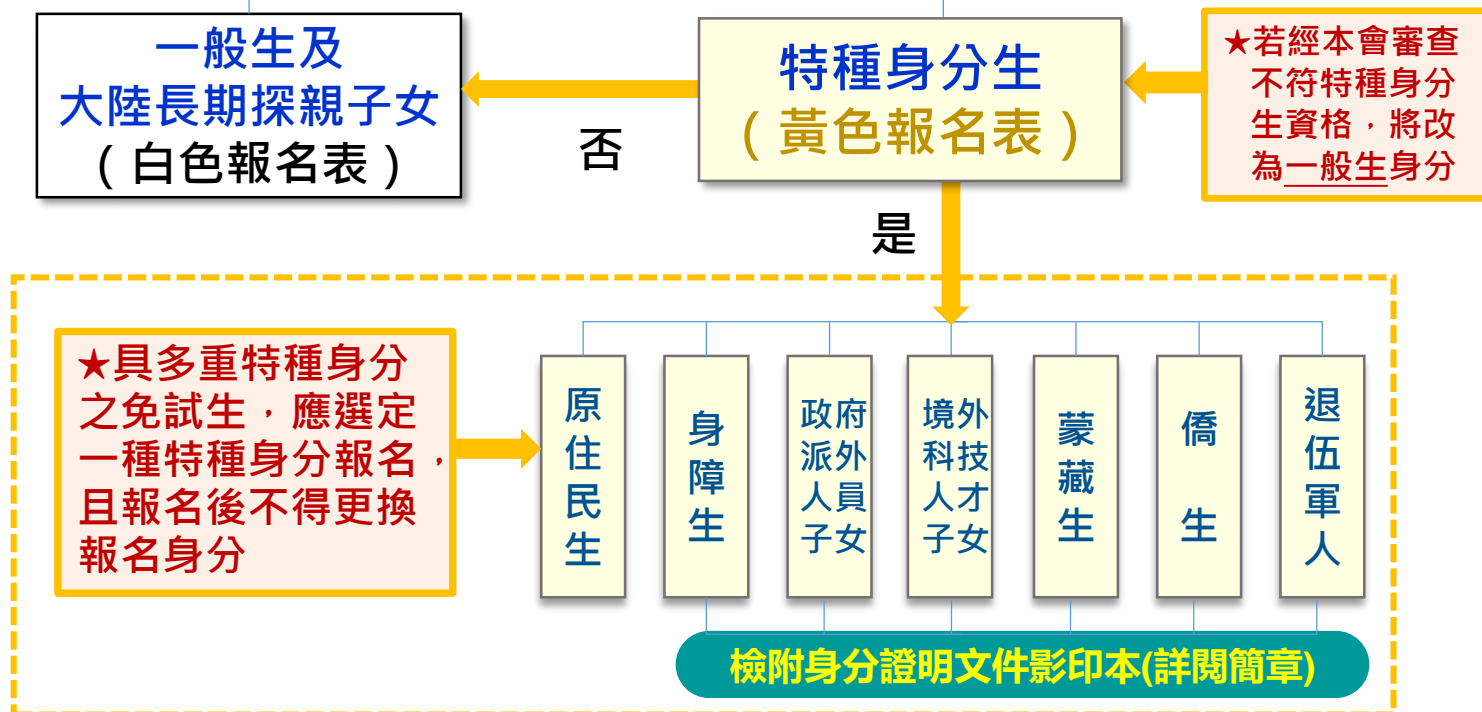 一般生及
大陸長期探親子女
(白色報名表)
否
特種身分生
(黃色報名表)
★若經本會審查
不符特種身分
生資格，將改
為一般生身分
是
★具多重特種身分
之免試生，應選定
一種特種身分報名，
且報名後不得更換
報名身分
原住民生
身障生
政府派外人員子女
境外科技人才子女
蒙藏生
僑生
退伍軍人
檢附身分證明文件影印本(詳閱簡章)